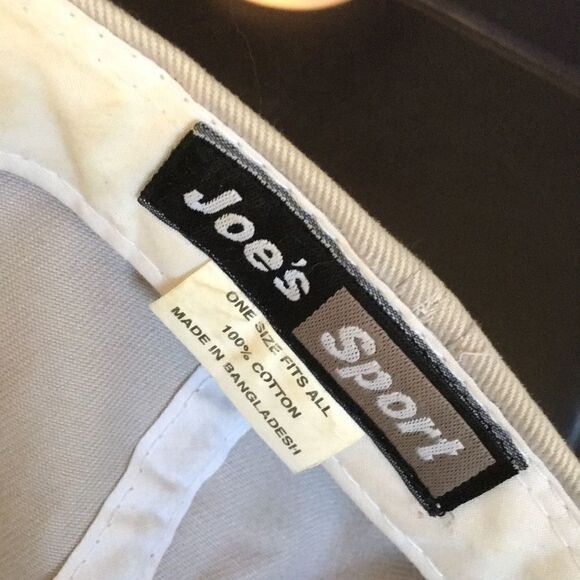 Joe's
Sport
ONE SIZE FITS ALL
100% COTTON
MADE IN BANGLADESH